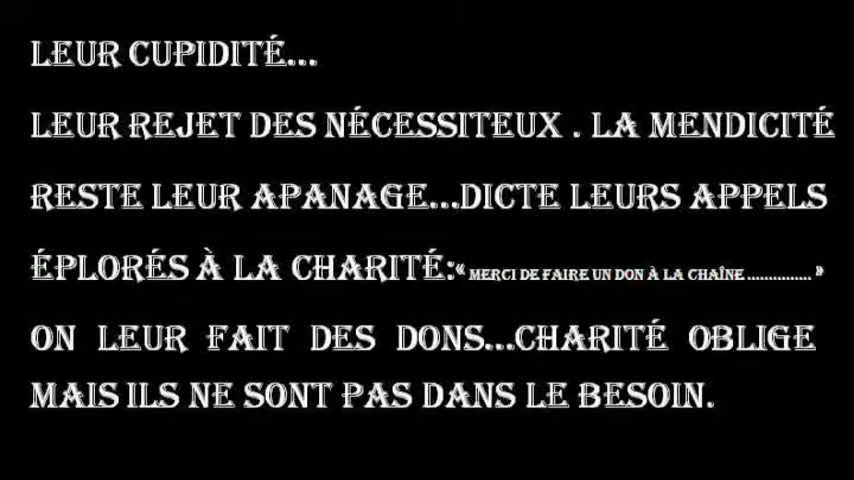 LEUR CUPIDITÉ...
LEUR REJET DES NÉCESSITEUX . LA MENDICITÉ
RESTE LEUR APANAGE...DICTE LEURS APPELS
ÉPLORÉS À LA CHARITÉ:« MERCI DE FAIRE UN DON À LA CHAÎNE ............... »
ON LEUR FAIT DES DONS...CHARITÉ OBLIGE
MAIS ILS NE SONT PAS DANS LE BESOIN.